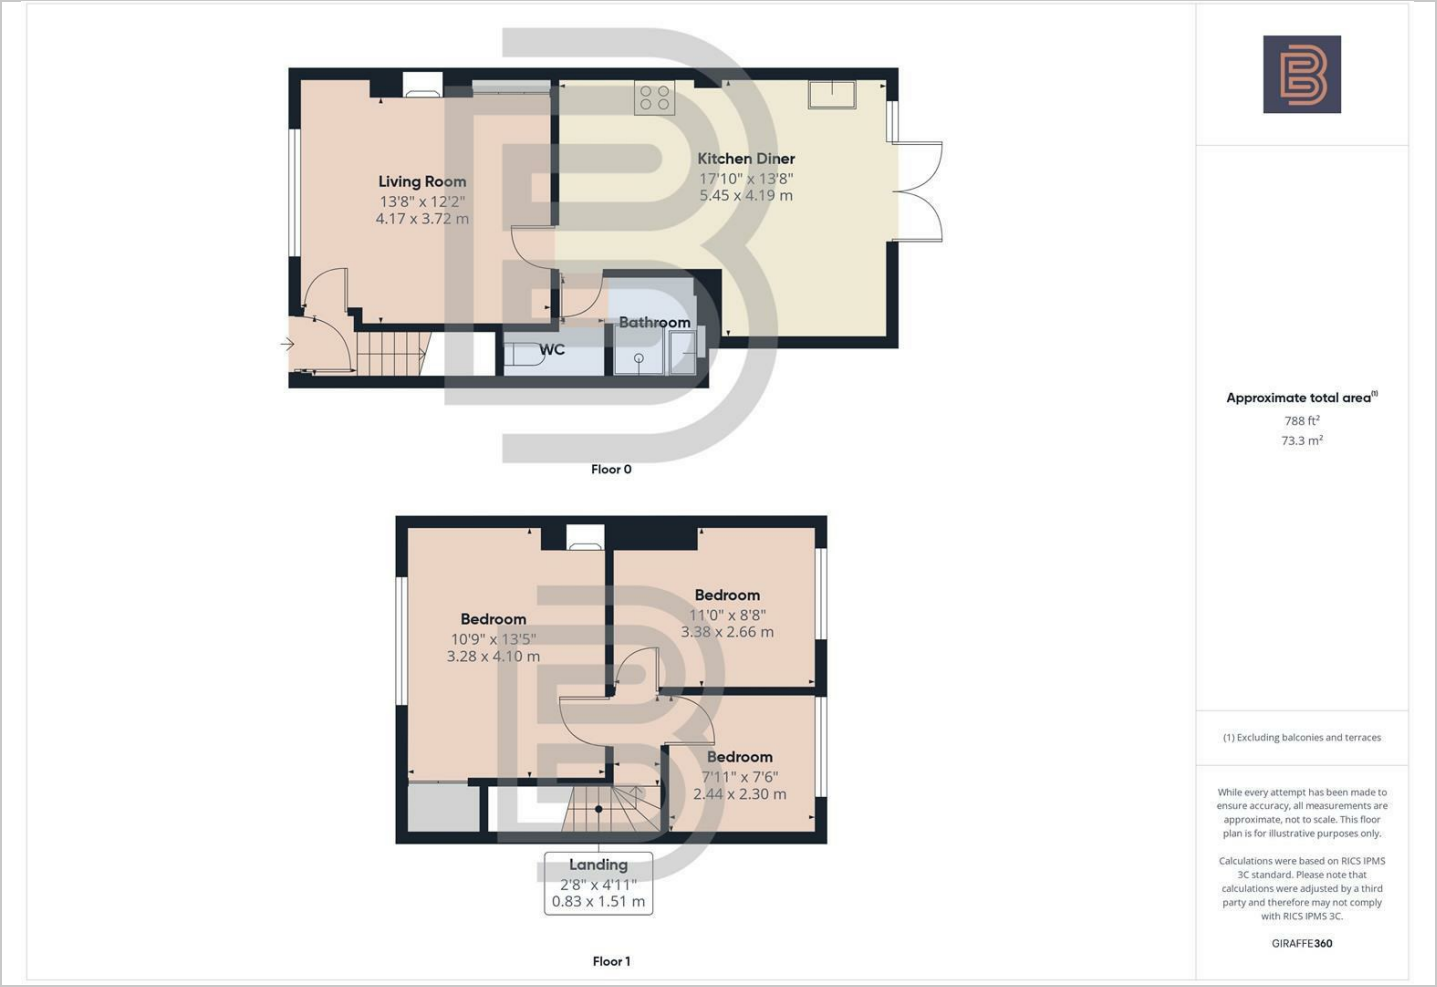 Living Room
13'8" x 12'2"
4.17 x 3.72 m
Kitchen Diner
17'10" x 13'8"
5.45 x 4.19 m
Bathroom
WC
Floor 0
Bedroom
10'9" x 13'5"
3.28 x 4.10 m
Bedroom
11'0" x 8'8"
3.38 x 2.66 m
Bedroom
7'11" x 7'6"
2.44 x 2.30 m
Landing
2'8" x 4'11"
0.83 x 1.51 m
Floor 1
B
Approximate total area(1)
788 ft²
73.3 m²
(1) Excluding balconies and terraces
While every attempt has been made to
ensure accuracy, all measurements are
approximate, not to scale. This floor
plan is for illustrative purposes only.
Calculations were based on RICS IPMS
3C standard. Please note that
calculations were adjusted by a third
party and therefore may not comply
with RICS IPMS 3C.
GIRAFFE360